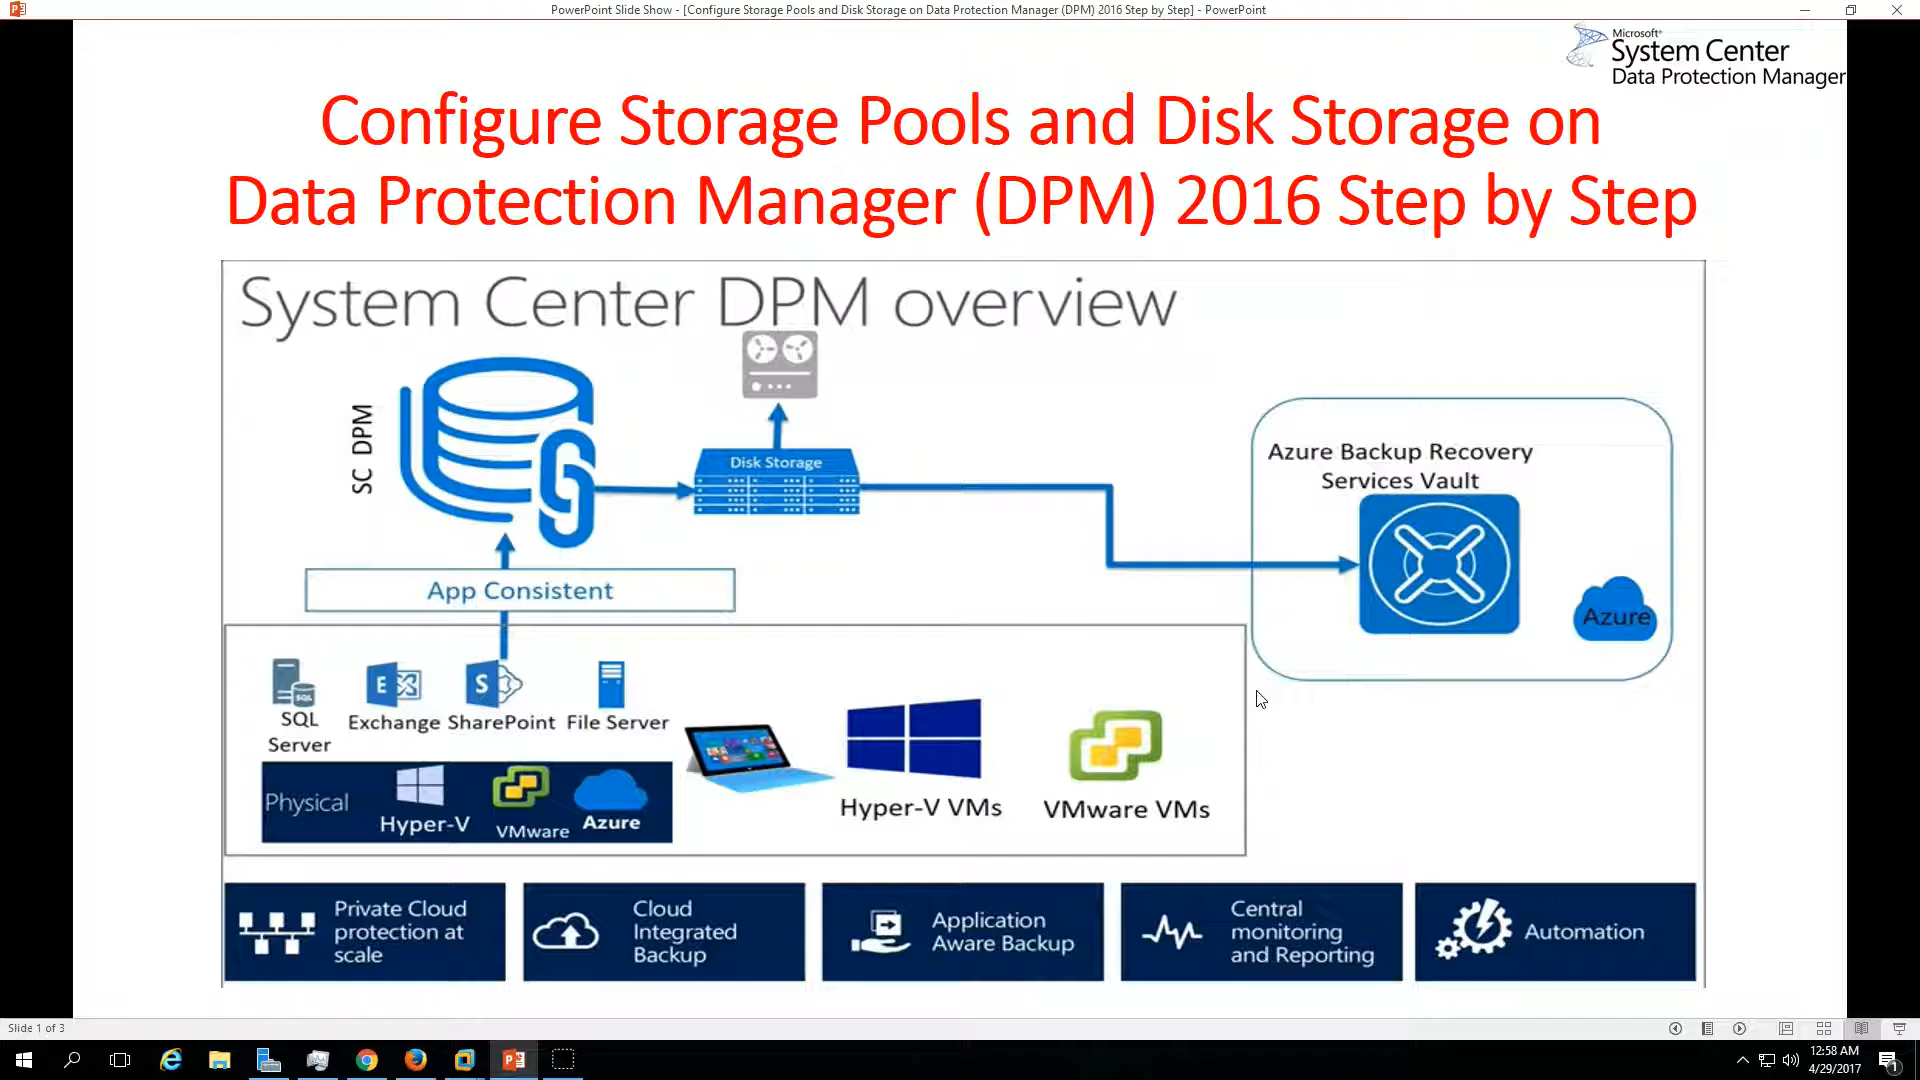 PowerPoint Slide Show - [Configure Storage Pools and Disk Storage on Data Protection Manager (DPM) 2016 Step by Step] - PowerPoint
Microsoft®
System Center
Data Protection Manager
Configure Storage Pools and Disk Storage on
Data Protection Manager (DPM) 2016 Step by Step
System Center DPM overview
SC DPM
Disk Storage
Azure Backup Recovery
Services Vault
Azure
App Consistent
E
S
SQL
SQL
Server
Exchange
SharePoint
File Server
Physical
Hyper-V
VMware
Azure
Hyper-V VMs
VMware VMs
Private Cloud
protection at
scale
Cloud
Integrated
Backup
Application
Aware Backup
Central
monitoring
and Reporting
Automation
Slide 1 of 3
12:58 AM
4/29/2017
1